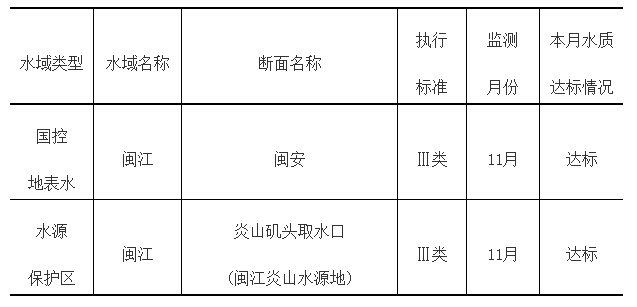 水域类型 水域名称 断面名称 执行标准 监测月份 本月水质达标情况
国控地表水 闽江 闽安 Ⅲ类 11月 达标
水源保护区 闽江 炎山矶头取水口(闽江炎山水源地) Ⅲ类 11月 达标